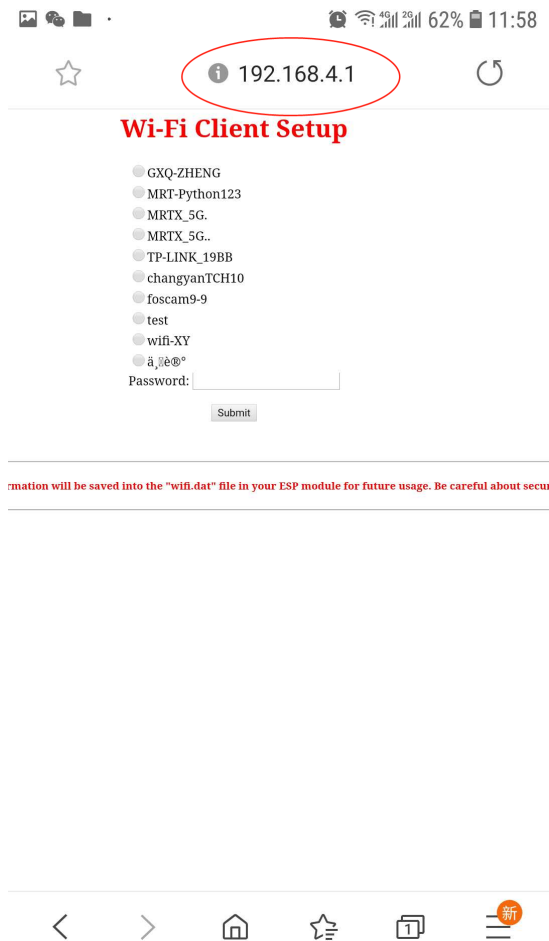 4G 2G 62% 11:58
192.168.4.1
Wi-Fi Client Setup
GXQ-ZHENG
MRT-Python123
MRTX_5G.
MRTX_5G..
TP-LINK_19BB
changyanTCH10
foscam9-9
test
wifi-XY
Password:
Submit
will be saved into the "wifi.dat" file in your ESP module for future usage. Be careful about
1
新